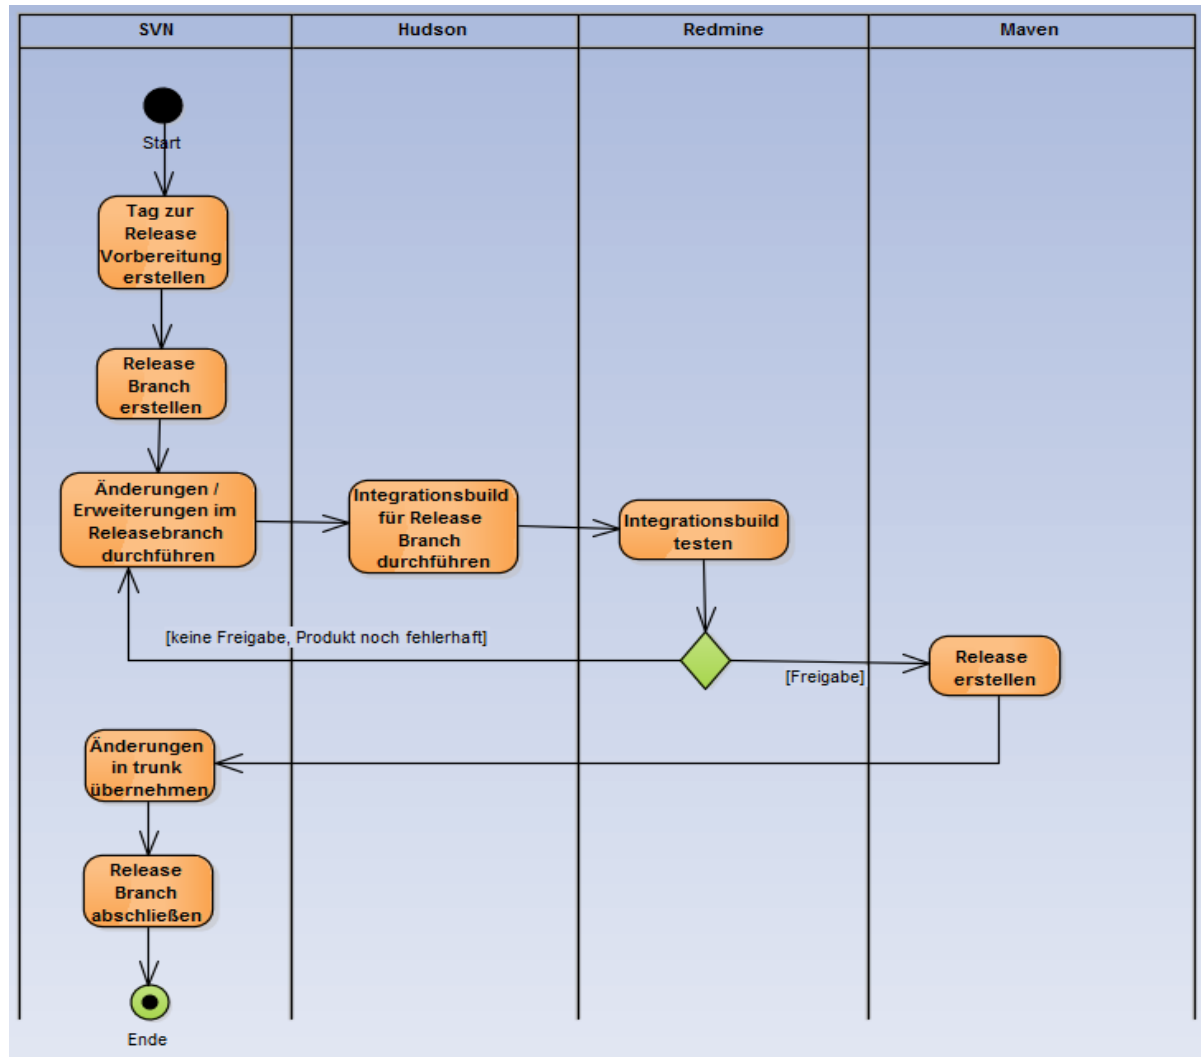 SVN
Hudson
Redmine
Maven
Start
Tag zur
Release
Vorbereitung
erstellen
Release
Branch
erstellen
Änderungen /
Erweiterungen im
Releasebranch
durchführen
Integrationsbuild
für Release
Branch
durchführen
Integrationsbuild
testen
[keine Freigabe, Produkt noch fehlerhaft]
[Freigabe]
Release
erstellen
Änderungen
in trunk
übernehmen
Release
Branch
abschließen
Ende